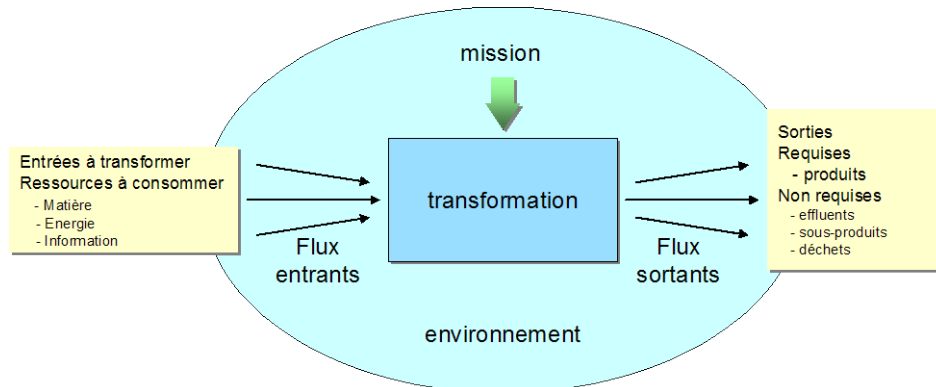 mission
Entrées à transformer
Ressources à consommer
- Matière
- Energie
- Information
Flux
entrants
transformation
Flux
sortants
Sorties
Requises
- produits
Non requises
- effluents
- sous-produits
- déchets
environnement